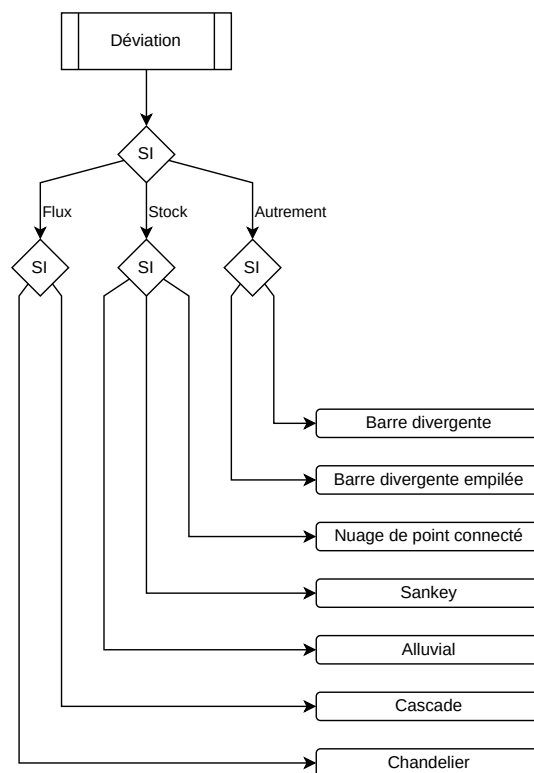 Déviation
SI
Flux
Stock
Autrement
SI
SI
SI
Barre divergente
Barre divergente empilée
Nuage de point connecté
Sankey
Alluvial
Cascade
Chandelier